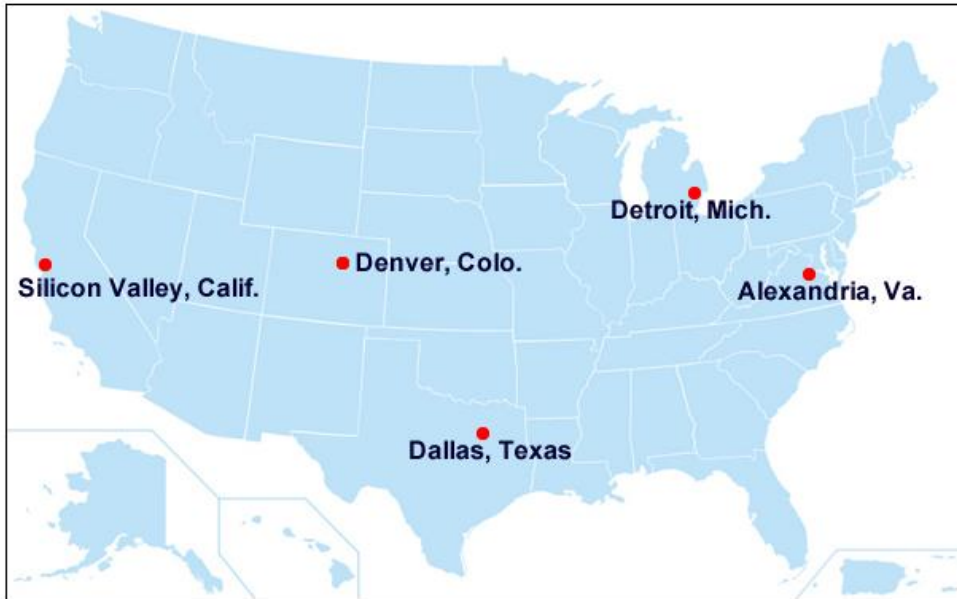 Detroit, Mich.
Denver, Colo.
Silicon Valley, Calif.
Alexandria, Va.
Dallas, Texas